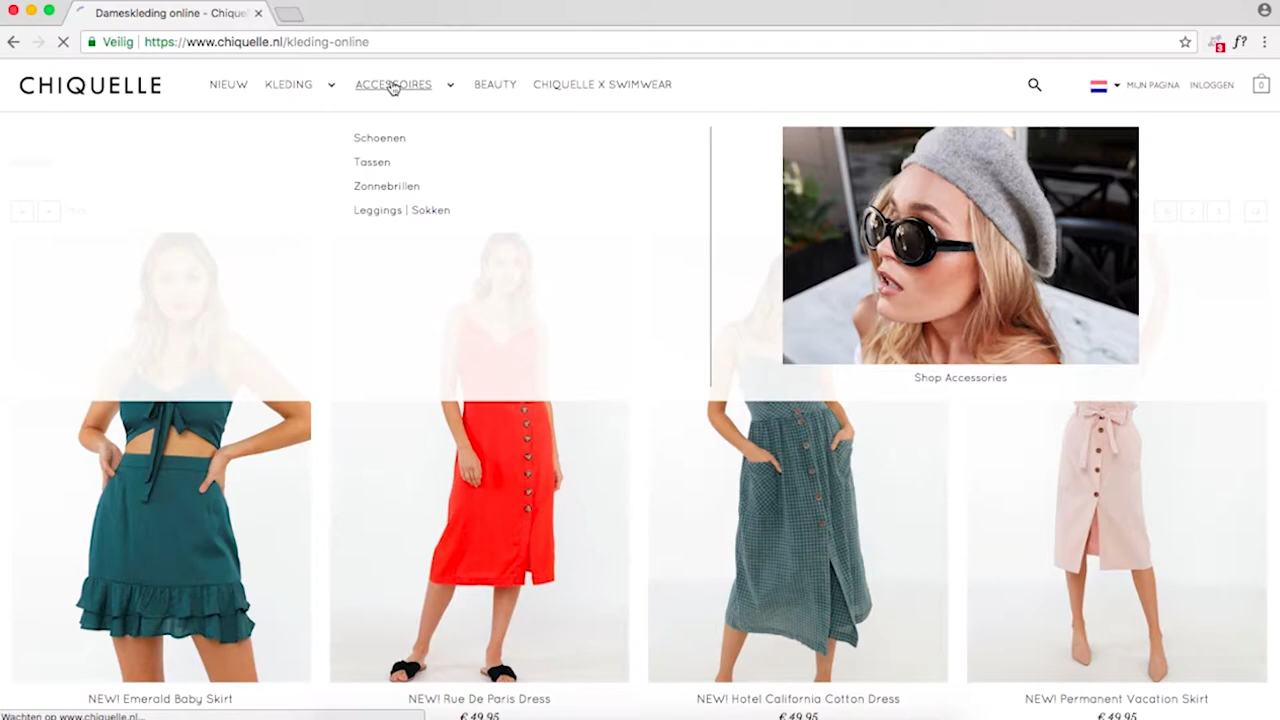 Dameskleding online - Chique
Veilig
https://www.chiquelle.nl/kleding-online
3
f?
CHIQUELLE
NIEUW
KLEDING
ACCESSOIRES
BEAUTY
CHIQUELLE X SWIMWEAR
MIJN PAGINA
INLOGGEN
0
Schoenen
Tassen
Zonnebrillen
Leggings | Sokken
Shop Accessories
NEW! Emerald Baby Skirt
NEW! Rue De Paris Dress
NEW! Hotel California Cotton Dress
NEW! Permanent Vacation Skirt
Wachten op www.chiquelle.nl...
€ 49,95
€ 49,95
€ 49,95